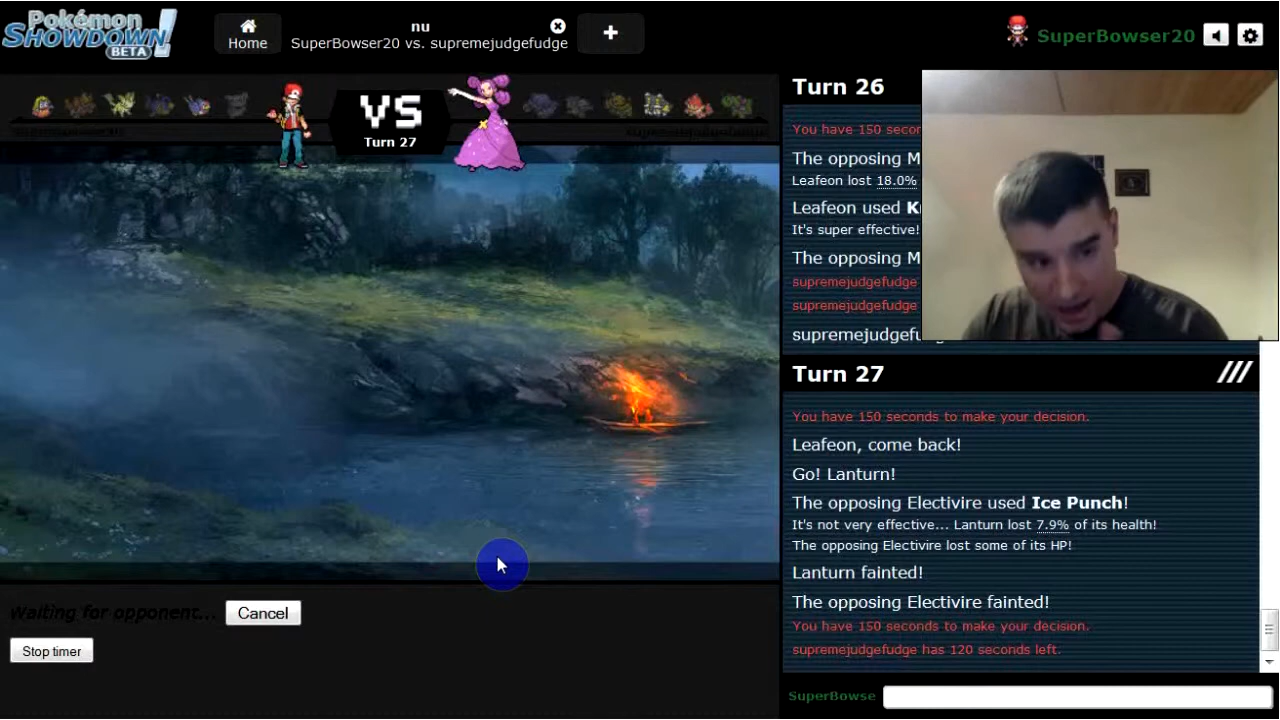 Pokémon
SHOWDOWN!
BETA
Home
nu
SuperBowser20 vs. supremejudgefudge
SuperBowser20
VS
Turn 27
Turn 26
You have 150 secon
The opposing M
Leafeon lost 18.0%
Leafeon used K
It's super effective!
The opposing M
supremejudgefudge
supremejudgefudge
supremejudgefu
Turn 27
You have 150 seconds to make your decision.
Leafeon, come back!
Go! Lanturn!
The opposing Electivire used Ice Punch!
It's not very effective... Lanturn lost 7.9% of its health!
The opposing Electivire lost some of its HP!
Lanturn fainted!
The opposing Electivire fainted!
You have 150 seconds to make your decision.
supremejudgefudge has 120 seconds left.
Waiting for opponent...
Cancel
Stop timer
SuperBowse